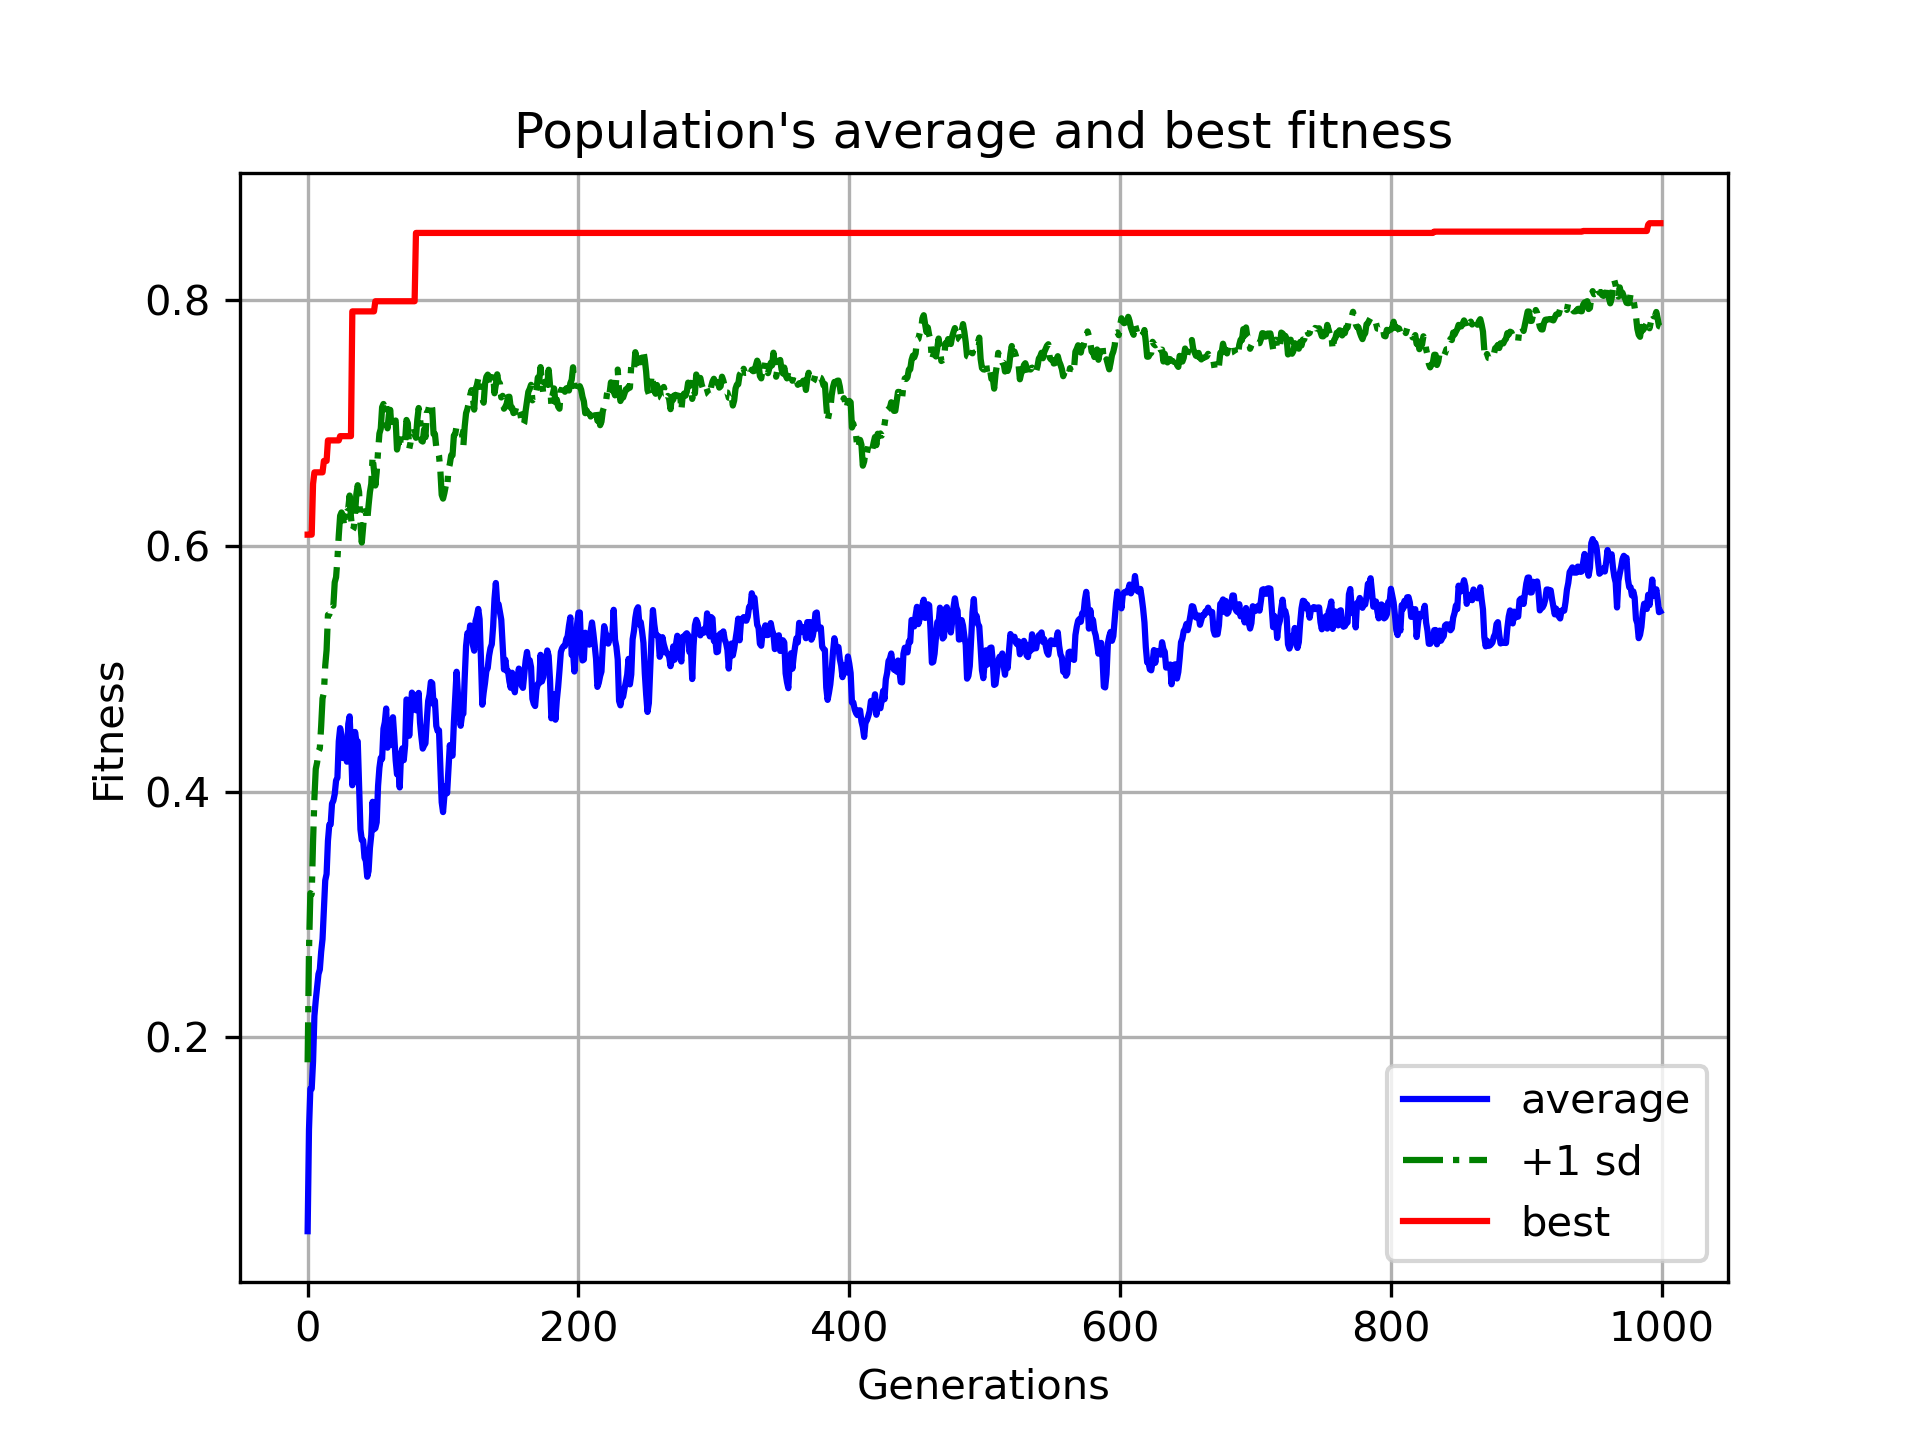 Population's average and best fitness
Fitness
0.8
0.6
0.4
0.2
0 200 400 600 800 1000
Generations
average
+1 sd
best